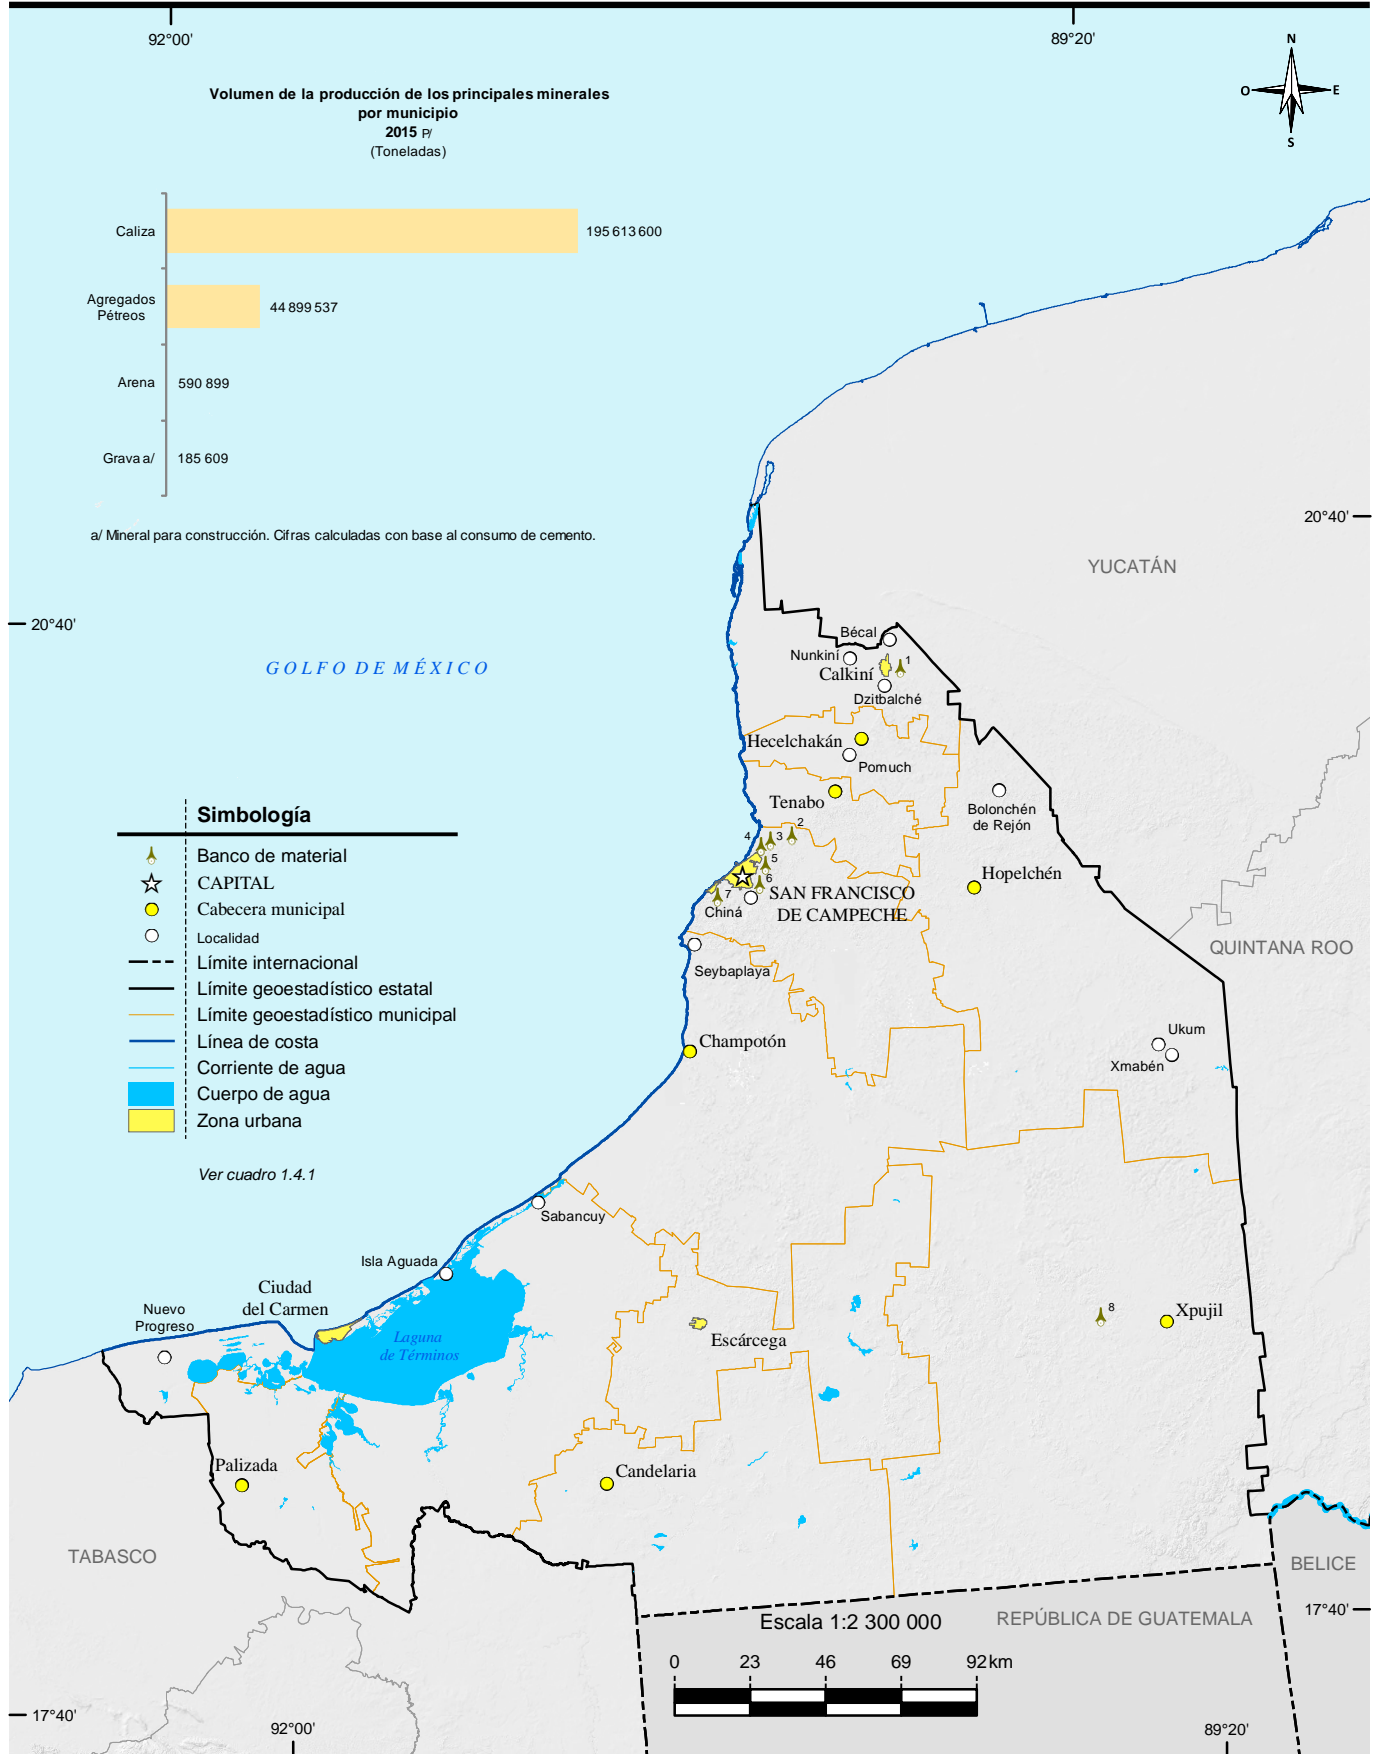 92°00'
89°20'
N
O
E
S
Volumen de la producción de los principales minerales
por municipio
2015 P/
(Toneladas)
Caliza
195 613 600
Agregados
Pétreos
44 899 537
Arena
590 899
Grava a/
185 609
a/ Mineral para construcción. Cifras calculadas con base al consumo de cemento.
20°40'
20°40'
YUCATÁN
GOLFO DE MÉXICO
Bécal
Nunkiní
1
Calkiní
Dzitbalché
Hecelchakán
Pomuch
Tenabo
Bolonchén
de Rejón
2
3
4
5
6
7
Hopelchén
SAN FRANCISCO
DE CAMPECHE
Chiná
QUINTANA ROO
Seybaplaya
Champotón
Ukum
Xmabén
Simbología
Banco de material
CAPITAL
Cabecera municipal
Localidad
Límite internacional
Límite geoestadístico estatal
Límite geoestadístico municipal
Línea de costa
Corriente de agua
Cuerpo de agua
Zona urbana
Ver cuadro 1.4.1
Sabancuy
Isla Aguada
Ciudad
del Carmen
Nuevo
Progreso
Laguna
de Términos
Escárcega
8
Xpujil
Palizada
Candelaria
TABASCO
BELICE
REPÚBLICA DE GUATEMALA
17°40'
Escala 1:2 300 000
0
23
46
69
92 km
17°40'
92°00'
89°20'